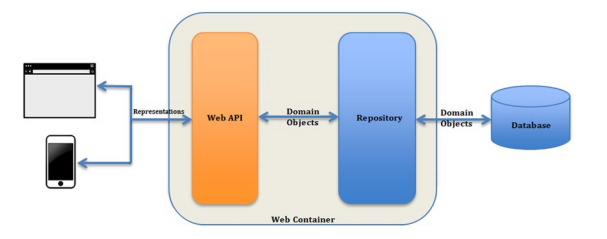 Representations
Web API
Domain
Objects
Repository
Domain
Objects
Database
Web Container